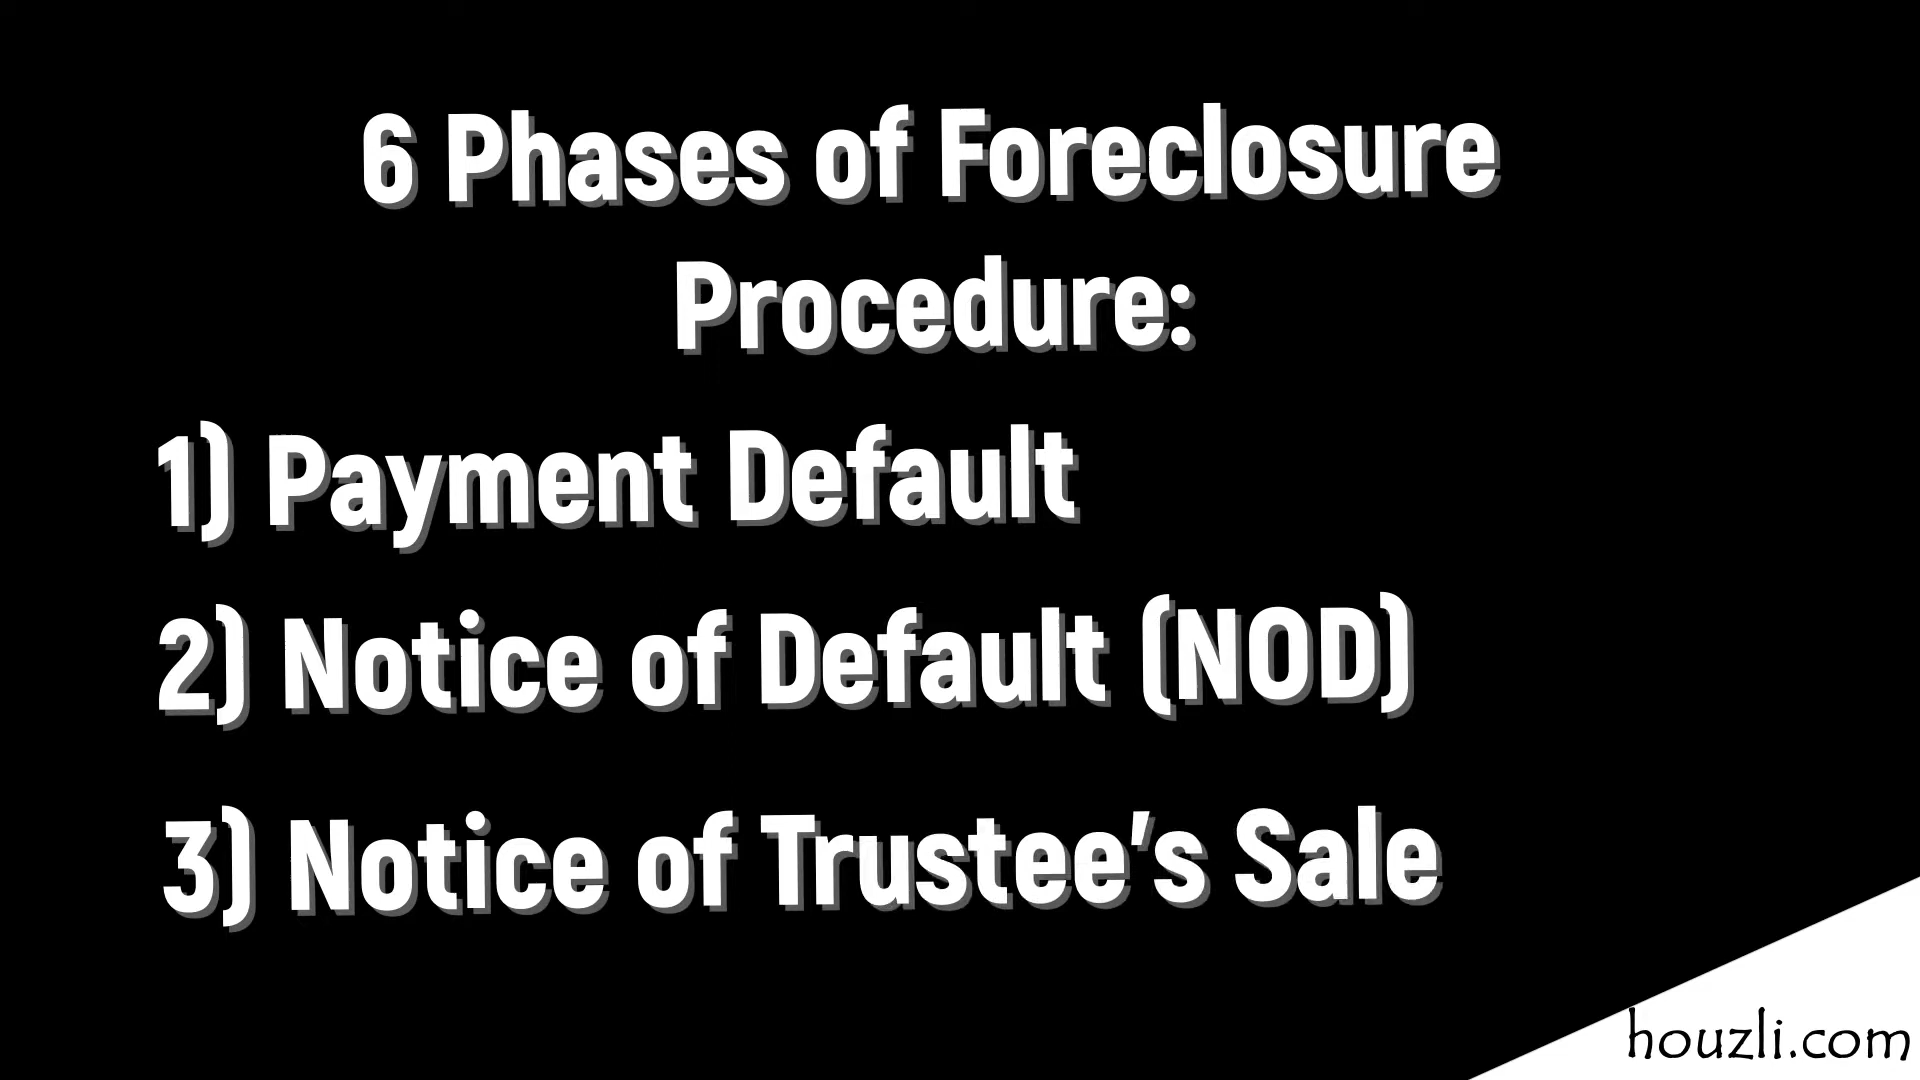 6 Phases of Foreclosure
Procedure:
1) Payment Default
2) Notice of Default (NOD)
3) Notice of Trustee's Sale
houzli.com